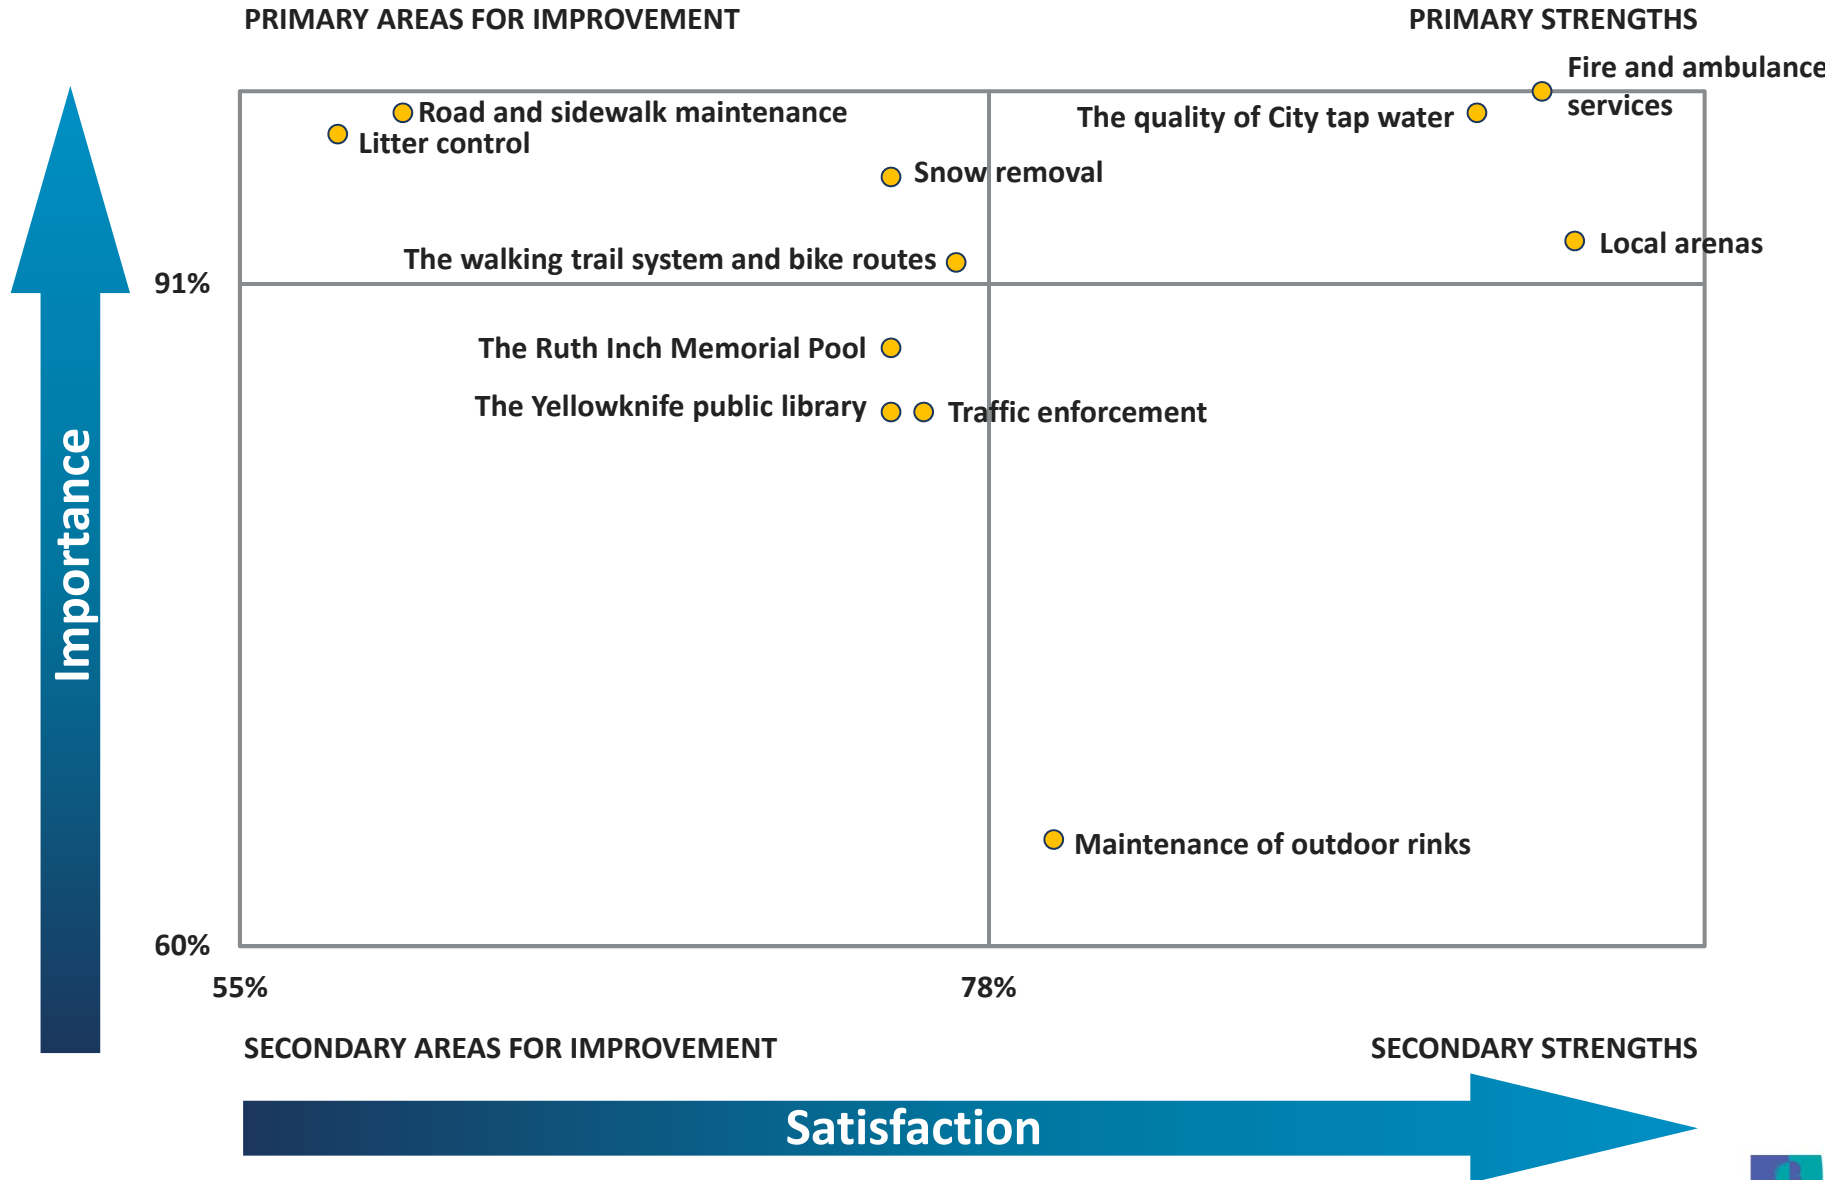 PRIMARY AREAS FOR IMPROVEMENT
PRIMARY STRENGTHS
Fire and ambulance
services
Road and sidewalk maintenance
The quality of City tap water
Litter control
Snow removal
Local arenas
The walking trail system and bike routes
91%
The Ruth Inch Memorial Pool
The Yellowknife public library
Traffic enforcement
Importance
Maintenance of outdoor rinks
60%
55%
78%
SECONDARY AREAS FOR IMPROVEMENT
SECONDARY STRENGTHS
Satisfaction